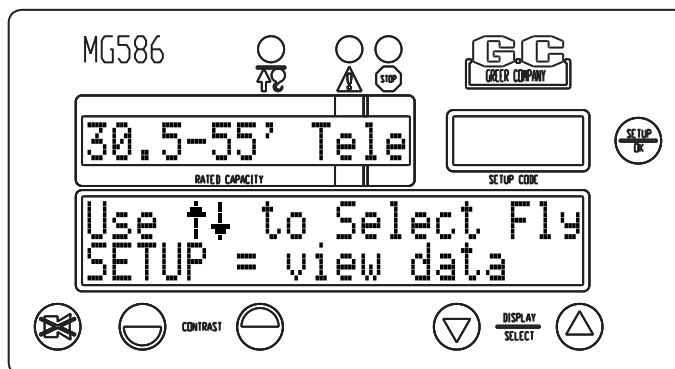 MG586
G.C
GREER COMPANY
STOP
30.5-55' Tele
RATED CAPACITY
SETUP CODE
SETUP
OK
Use ↑↓ to Select Fly
SETUP = view data
CONTRAST
DISPLAY
SELECT